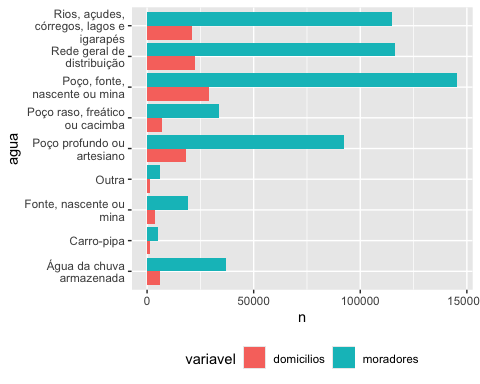 Rios, açudes,
córregos, lagos e
igarapés
Rede geral de
distribuição
Poço, fonte,
nascente ou mina
Poço raso, freático
ou cacimba
Poço profundo ou
artesiano
Outra
Fonte, nascente ou
mina
Carro-pipa
Água da chuva
armazenada
agua
0 50000 100000 150000
n
variavel domicilios moradores